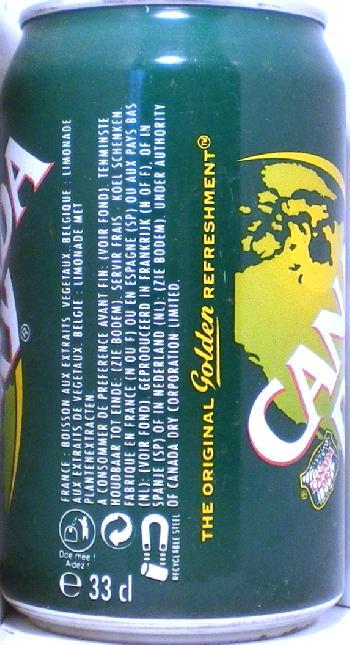 FRANCE : BOISSON AUX EXTRAITS VEGETAUX. BELGIQUE : LIMONADE
AUX EXTRAITS DE VEGETAUX. BELGIË : LIMONADE MET
PLANTENEXTRACTEN.
A CONSOMMER DE PREFERENCE AVANT FIN: (VOIR FOND). TENMINSTE
HOUDBAAR TOT EINDE: (ZIE BODEM). SERVIR FRAIS - KOEL SCHENKEN.
FABRIQUE EN FRANCE (N OU F) OU EN ESPAGNE (SP) OU AUX PAYS BAS
(NL): (VOIR FOND). GEPRODUCEERD IN FRANKRIJK (N OF F), OF IN
SPANJE (SP) OF IN NEDERLAND (NL): (ZIE BODEM). UNDER AUTHORITY
OF CANADA DRY CORPORATION LIMITED.
Doe mee !
Aidez !
RECYCLABLE STEEL
e 33 cl
THE ORIGINAL Golden REFRESHMENT
ADA
®
CAN
®